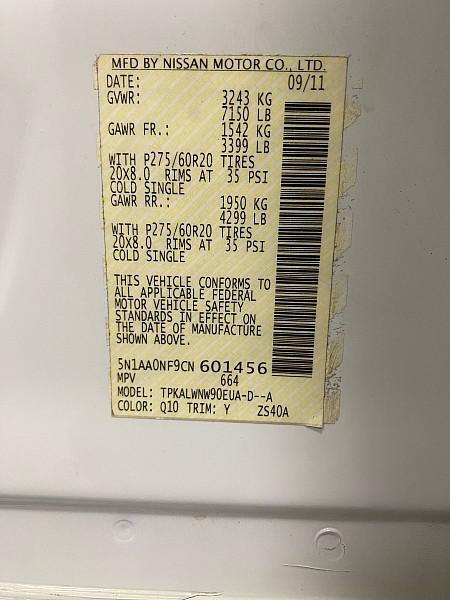 MFD BY NISSAN MOTOR CO., LTD.
DATE: 09/11
GVWR: 3243 KG
7150 LB
GAWR FR.: 1542 KG
3399 LB
WITH P275/60R20 TIRES
20X8.0 RIMS AT 35 PSI
COLD SINGLE
GAWR RR.: 1950 KG
4299 LB
WITH P275/60R20 TIRES
20X8.0 RIMS AT 35 PSI
COLD SINGLE
THIS VEHICLE CONFORMS TO
ALL APPLICABLE FEDERAL
MOTOR VEHICLE SAFETY
STANDARDS IN EFFECT ON
THE DATE OF MANUFACTURE
SHOWN ABOVE.
5N1AA0NF9CN 601456
MPV 664
MODEL: TPKALWNW90EUA-D--A
COLOR: Q10 TRIM: Y ZS40A